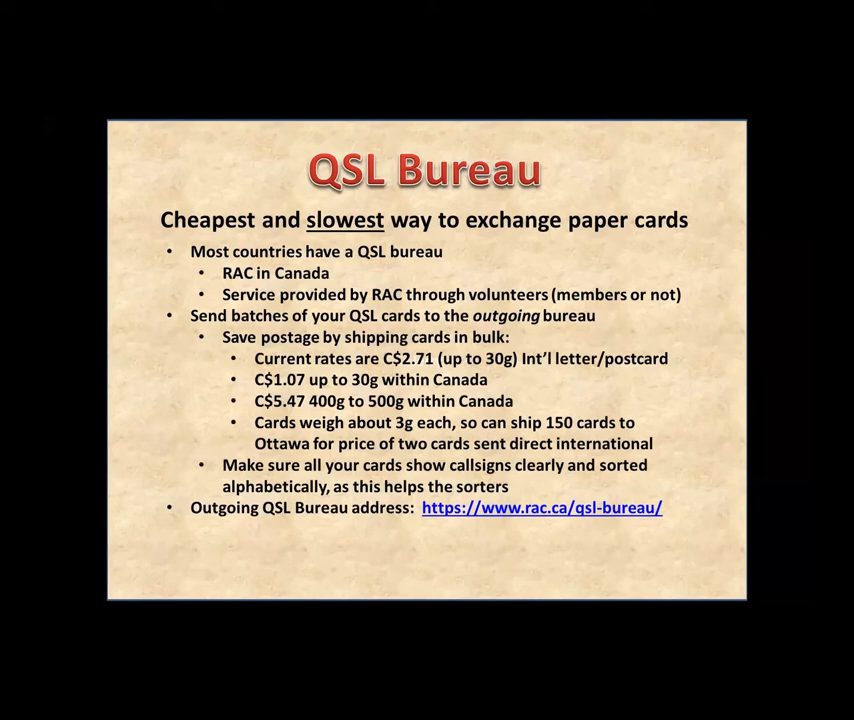 QSL Bureau
Cheapest and slowest way to exchange paper cards
• Most countries have a QSL bureau
• RAC in Canada
• Service provided by RAC through volunteers (members or not)
• Send batches of your QSL cards to the outgoing bureau
• Save postage by shipping cards in bulk:
• Current rates are C$2.71 (up to 30g) Int'l letter/postcard
• C$1.07 up to 30g within Canada
• C$5.47 400g to 500g within Canada
• Cards weigh about 3g each, so can ship 150 cards to
Ottawa for price of two cards sent direct international
• Make sure all your cards show callsigns clearly and sorted
alphabetically, as this helps the sorters
• Outgoing QSL Bureau address: https://www.rac.ca/qsl-bureau/